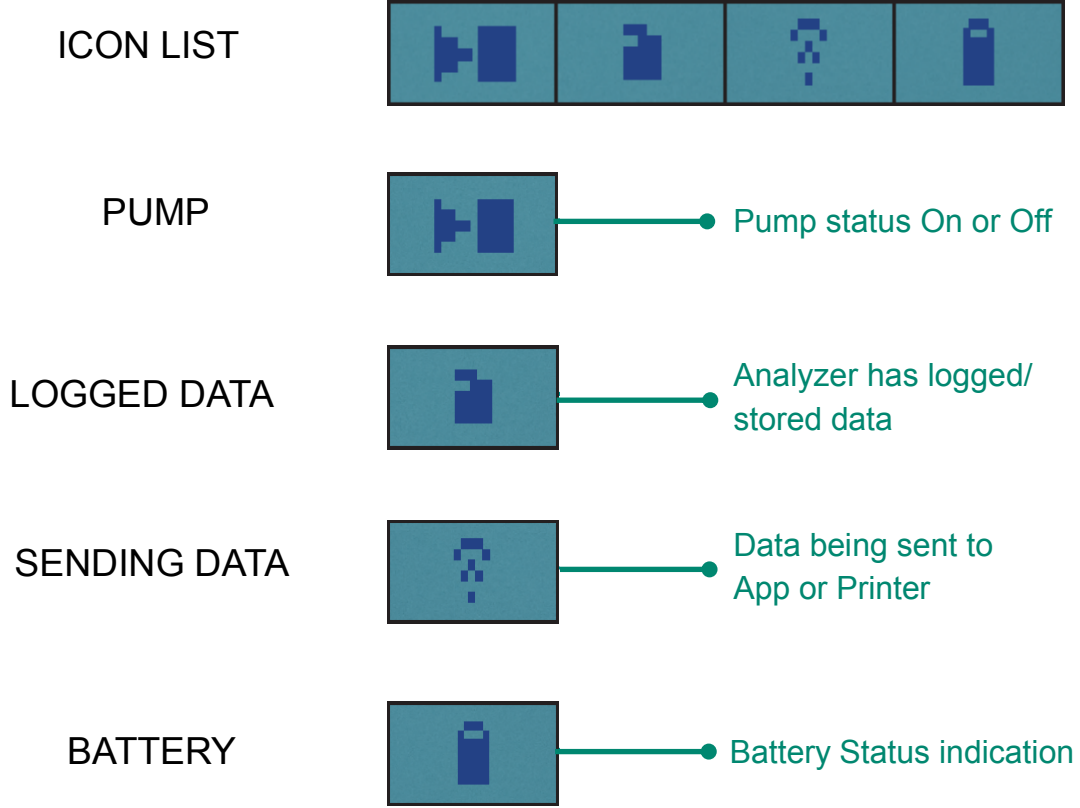 ICON LIST
PUMP
Pump status On or Off
LOGGED DATA
Analyzer has logged/
stored data
SENDING DATA
Data being sent to
App or Printer
BATTERY
Battery Status indication